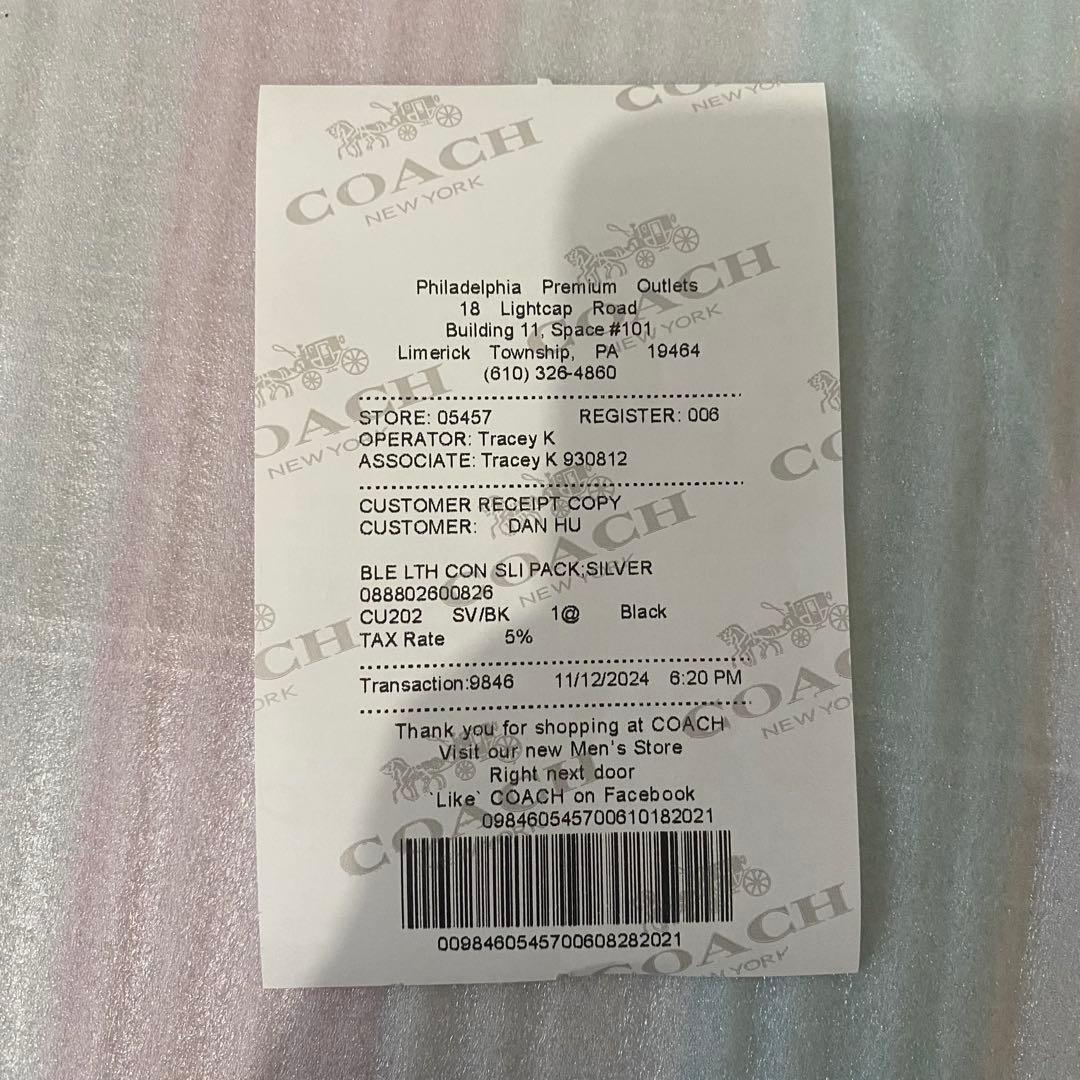 COACH
NEW YORK
Philadelphia Premium Outlets
18 Lightcap Road
Building 11, Space #101
Limerick Township, PA 19464
(610) 326-4860
STORE: 05457 REGISTER: 006
OPERATOR: Tracey K
ASSOCIATE: Tracey K 930812
CUSTOMER RECEIPT COPY
CUSTOMER: DAN HU
BLE LTH CON SLI PACK;SILVER
088802600826
CU202 SV/BK 1@ Black
TAX Rate 5%
Transaction:9846 11/12/2024 6:20 PM
Thank you for shopping at COACH
Visit our new Men's Store
Right next door
`Like` COACH on Facebook
098460545700610182021
0098460545700608282021